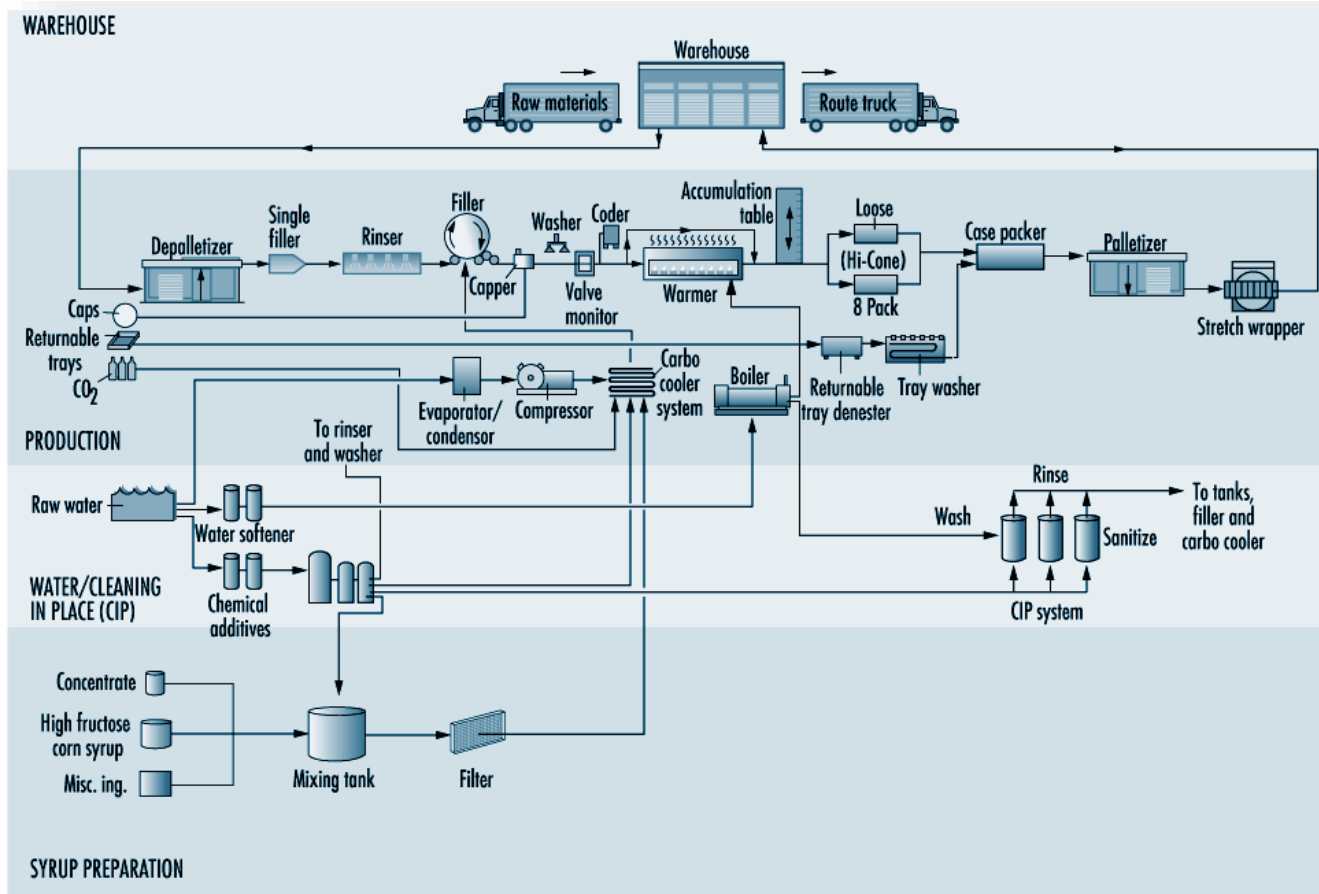 WAREHOUSE
Warehouse
Raw materials
Route truck
Accumulation
table
Filler
Single
filler
Rinser
Washer
Coder
Loose
Depalletizer
Case packer
Palletizer
(Hi-Cone)
Capper
Valve
monitor
Warmer
8 Pack
Stretch wrapper
Caps
Returnable
trays
CO2
Evaporator/
condensor
Compressor
Carbo
cooler
system
Boiler
Returnable
tray denester
Tray washer
To rinser
and washer
PRODUCTION
Raw water
Water softener
Wash
Rinse
Sanitize
To tanks,
filler and
carbo cooler
WATER/CLEANING
IN PLACE (CIP)
Chemical
additives
CIP system
Concentrate
High fructose
corn syrup
Misc. ing.
Mixing tank
Filter
SYRUP PREPARATION